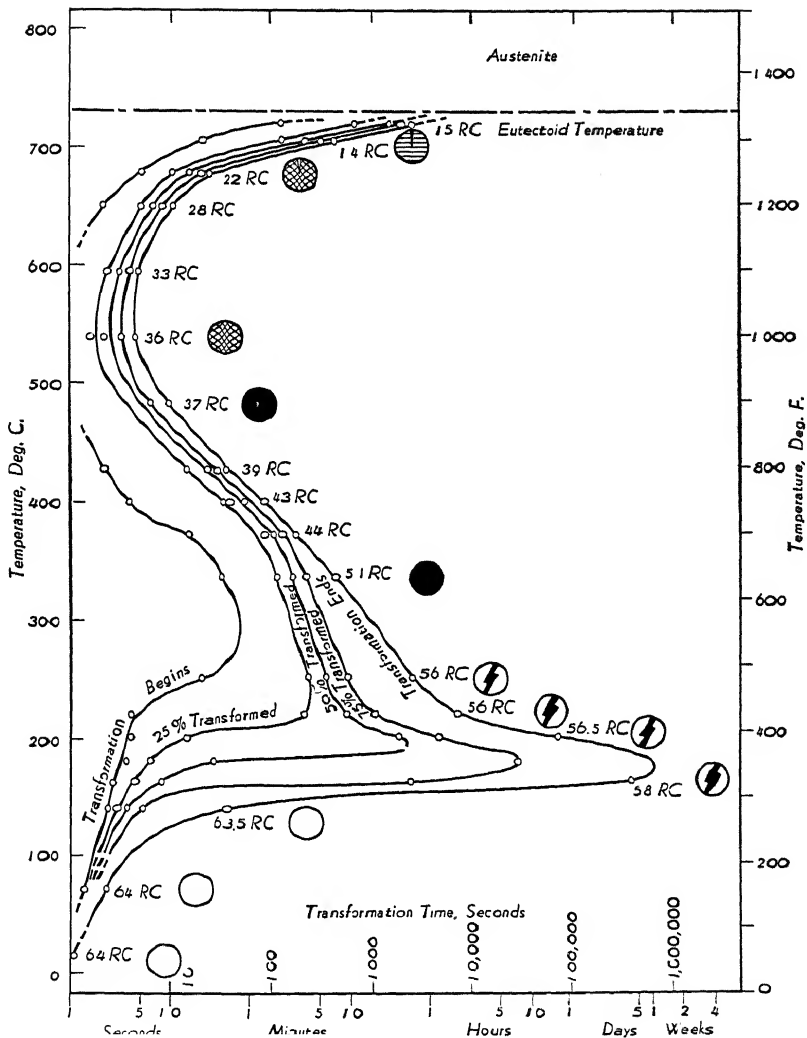 800
Austenite
1400
15 RC Eutectoid Temperature
700
14 RC
22 RC
28 RC
1200
600
33 RC
36 RC
1000
500
37 RC
39 RC
800
43 RC
400
44 RC
51 RC
600
300
Transformation Ends
75% Transformed
50% Transformed
56 RC
56 RC
56.5 RC
400
58 RC
Transformation Begins
25% Transformed
200
63.5 RC
100
200
64 RC
64 RC
0
0
Temperature, Deg. C.
Temperature, Deg. F.
Transformation Time, Seconds
10
100
1000
10,000
100,000
1,000,000
1 5 10 1 5 10 1 5 10 1 5 1 2 4
Seconds Minutes Hours Days Weeks